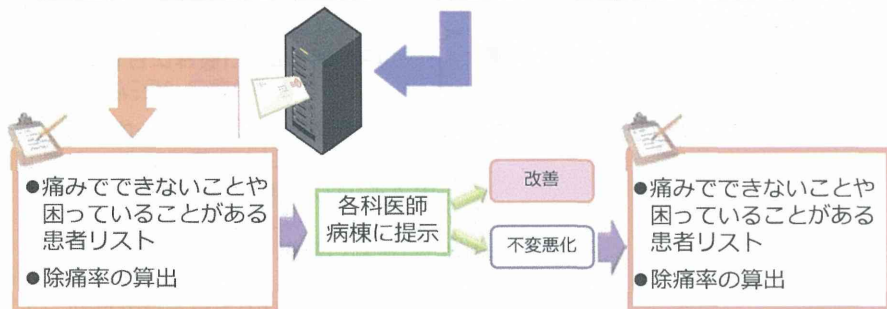 ●痛みでできないことや
困っていることがある
患者リスト
●除痛率の算出
各科医師
病棟に提示
改善
不変悪化
●痛みでできないことや
困っていることがある
患者リスト
●除痛率の算出